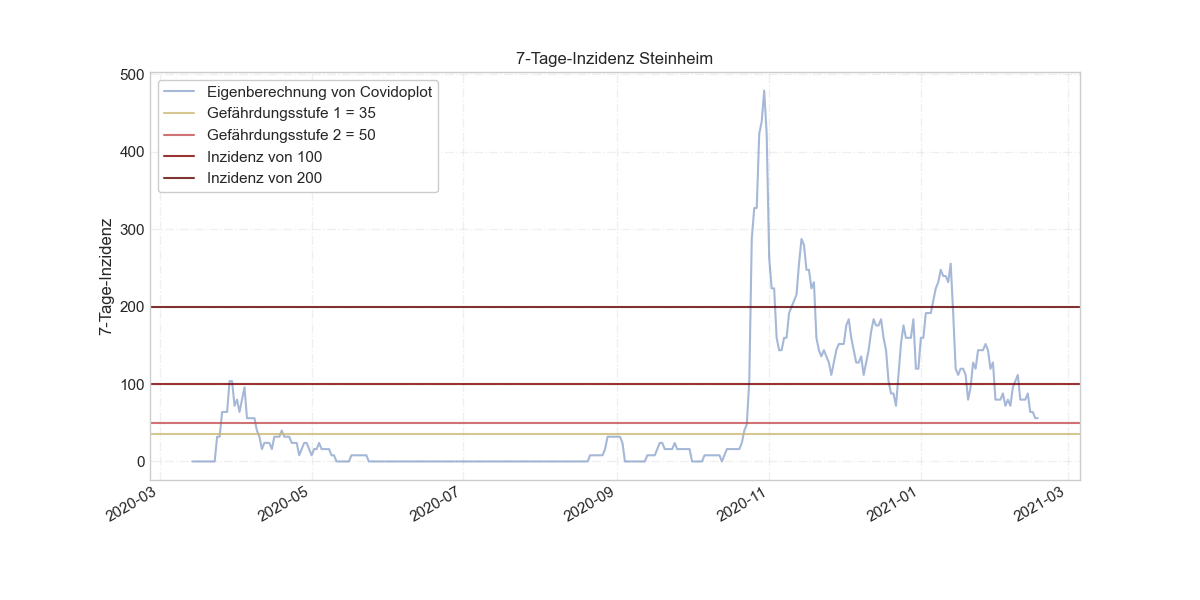 7-Tage-Inzidenz Steinheim
Eigenberechnung von Covidoplot
Gefährdungsstufe 1 = 35
Gefährdungsstufe 2 = 50
Inzidenz von 100
Inzidenz von 200
7-Tage-Inzidenz
500
400
300
200
100
0
2020-03
2020-05
2020-07
2020-09
2020-11
2021-01
2021-03